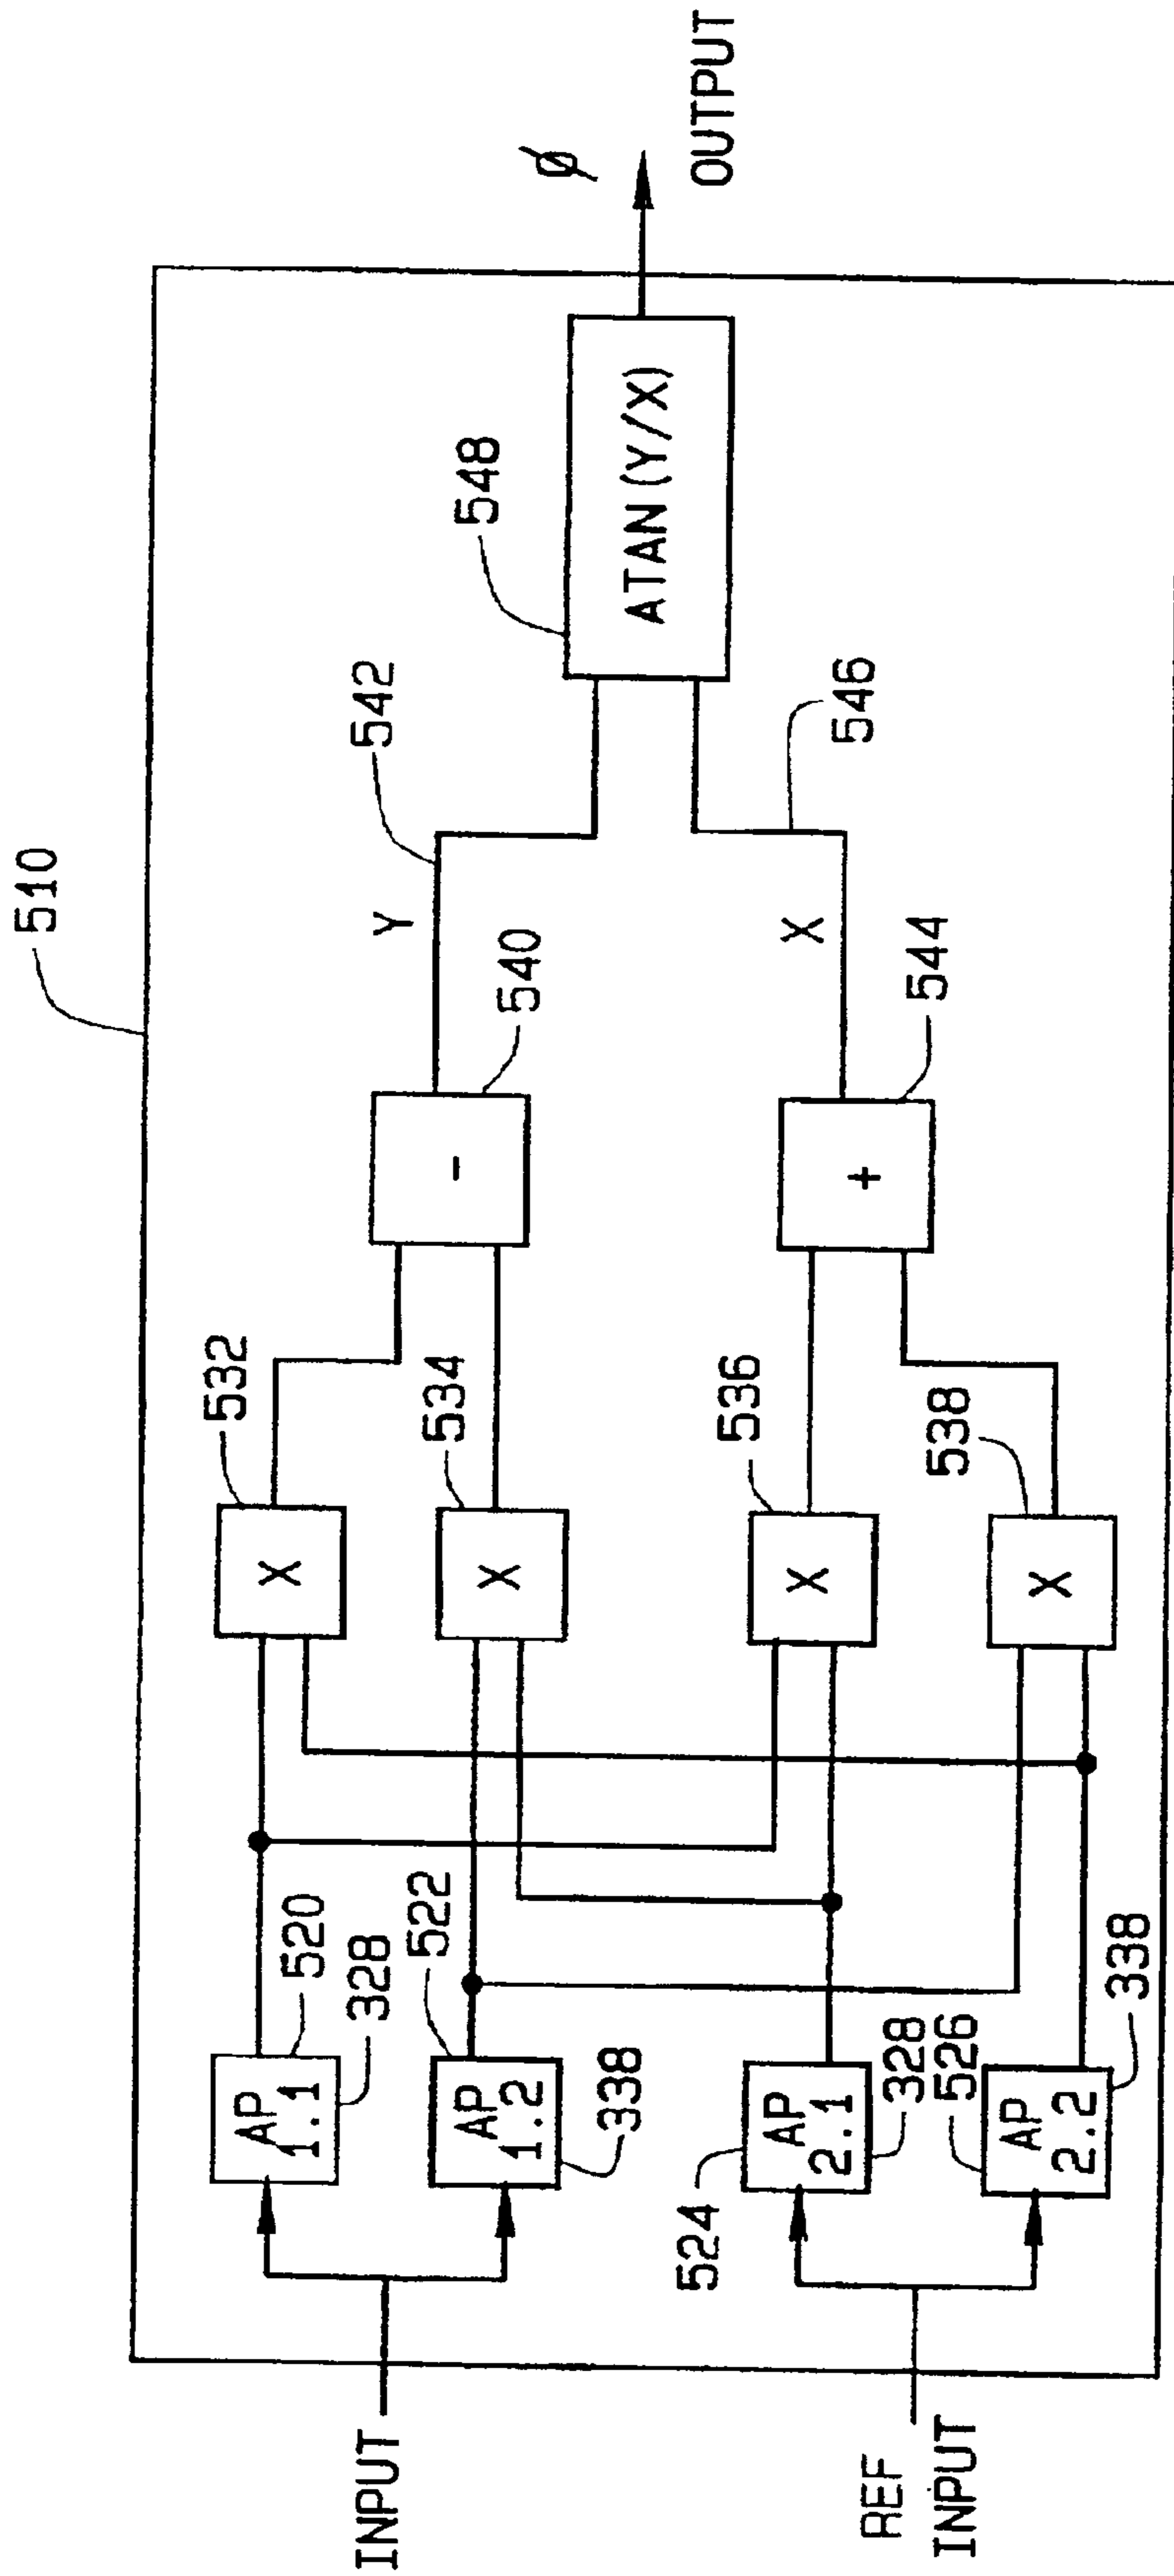 510
INPUT
REF
INPUT
AP
1.1
520
328
AP
1.2
522
338
AP
2.1
524
328
AP
2.2
526
338
X
532
X
534
X
536
X
538
-
540
+
544
Y
542
X
546
ATAN (Y/X)
548
Ø
OUTPUT